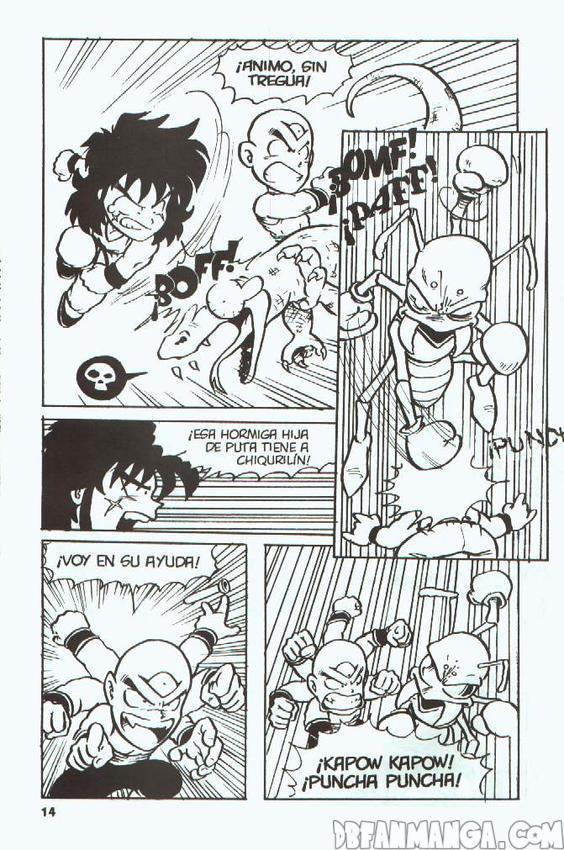 ¡ANIMO, SIN
TREGUA!
¡BOMF!
¡PAFF!
¡BOFF!
¡ESA HORMIGA HIJA
DE PUTA TIENE A
CHIQURILÍN!
¡PUNCH
¡VOY EN SU AYUDA!
¡KAPOW KAPOW!
¡PUNCHA PUNCHA!
14
DBFANMANGA.COM